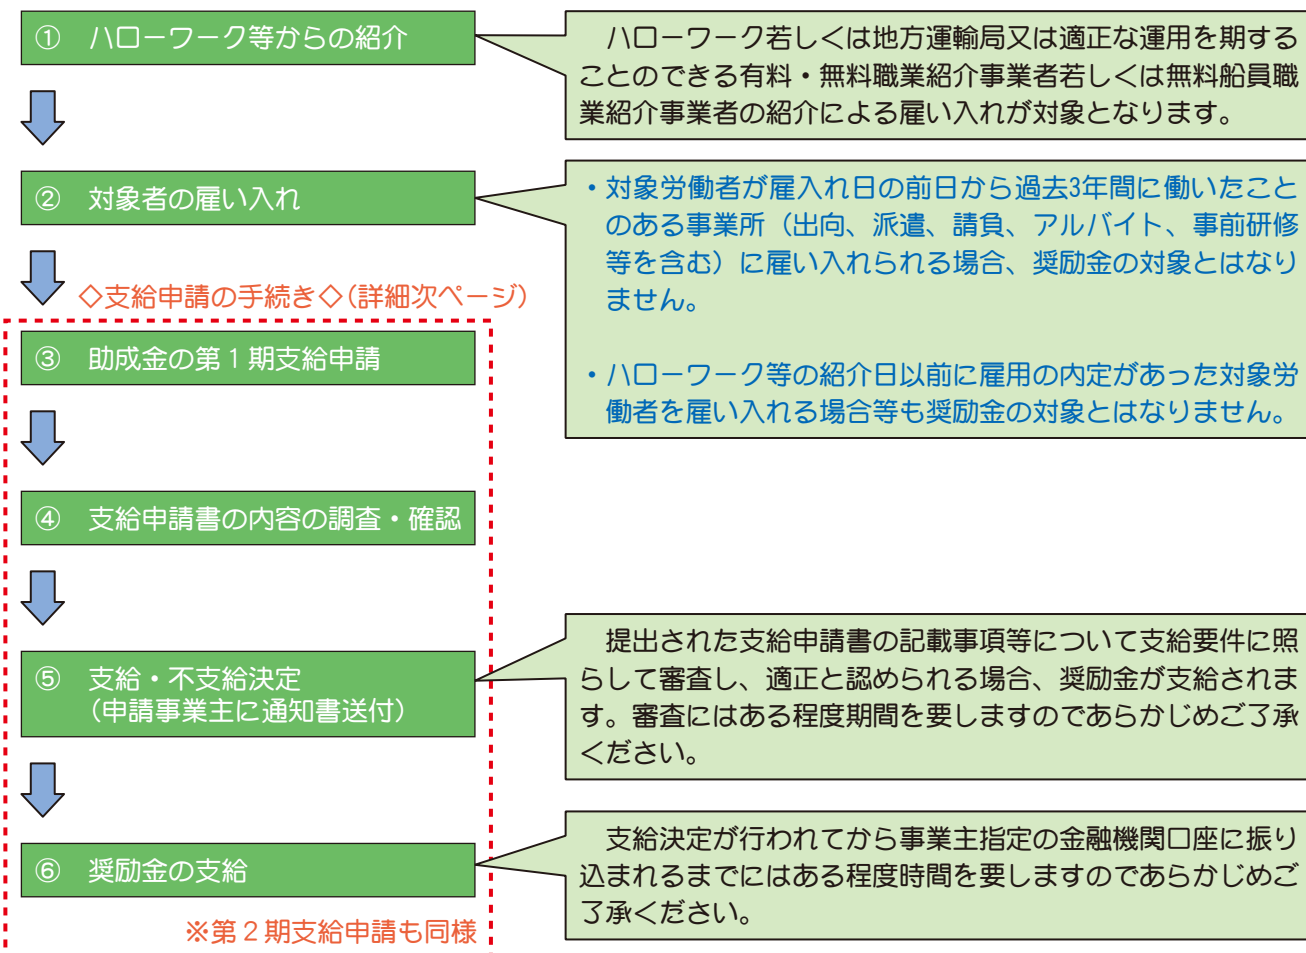 ① ハローワーク等からの紹介
ハローワーク若しくは地方運輸局又は適正な運用を期する
ことのできる有料・無料職業紹介事業者若しくは無料船員職
業紹介事業者の紹介による雇い入れが対象となります。
② 対象者の雇い入れ
・対象労働者が雇入れ日の前日から過去3年間に働いたこと
のある事業所（出向、派遣、請負、アルバイト、事前研修
等を含む）に雇い入れられる場合、奨励金の対象とはなり
ません。
・ハローワーク等の紹介日以前に雇用の内定があった対象労
働者を雇い入れる場合等も奨励金の対象とはなりません。
◇支給申請の手続き◇（詳細次ページ）
③ 助成金の第１期支給申請
④ 支給申請書の内容の調査・確認
⑤ 支給・不支給決定
（申請事業主に通知書送付）
提出された支給申請書の記載事項等について支給要件に照
らして審査し、適正と認められる場合、奨励金が支給されま
す。審査にはある程度期間を要しますのであらかじめご了承
ください。
⑥ 奨励金の支給
支給決定が行われてから事業主指定の金融機関口座に振り
込まれるまでにはある程度時間を要しますのであらかじめご
了承ください。
※第２期支給申請も同様